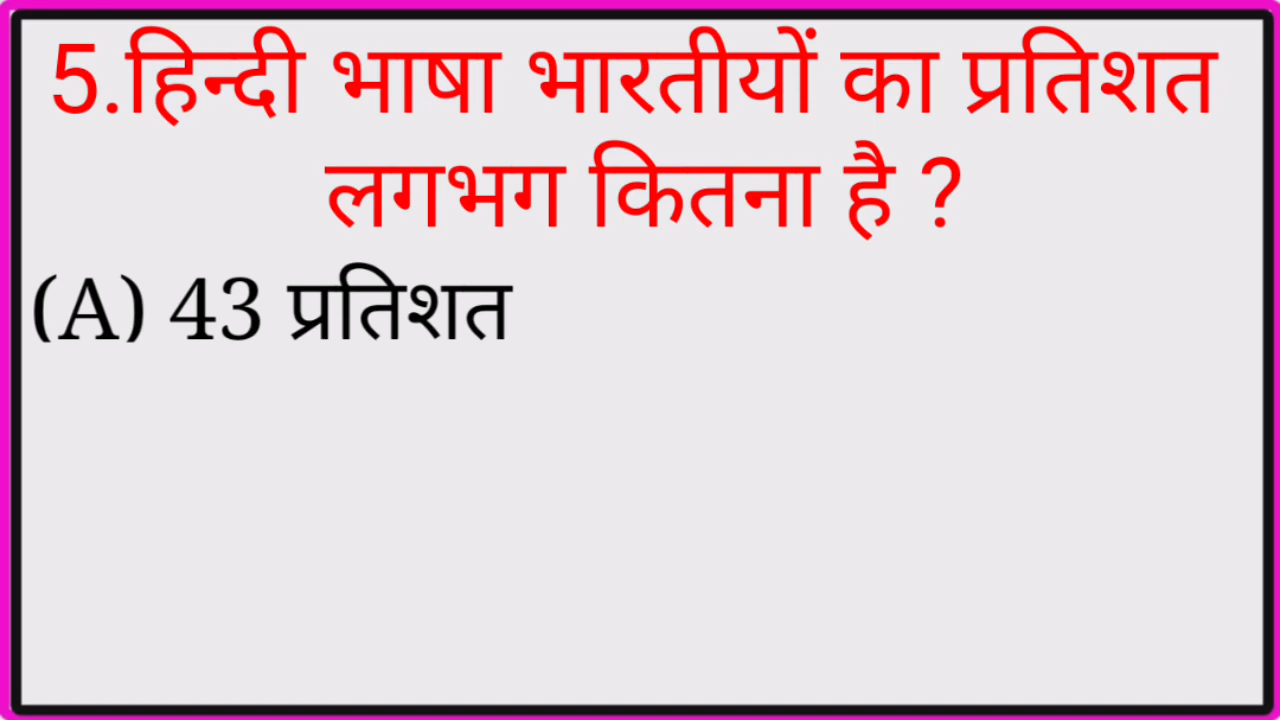 5.हिन्दी भाषा भारतीयों का प्रतिशत
लगभग कितना है ?
(A) 43 प्रतिशत